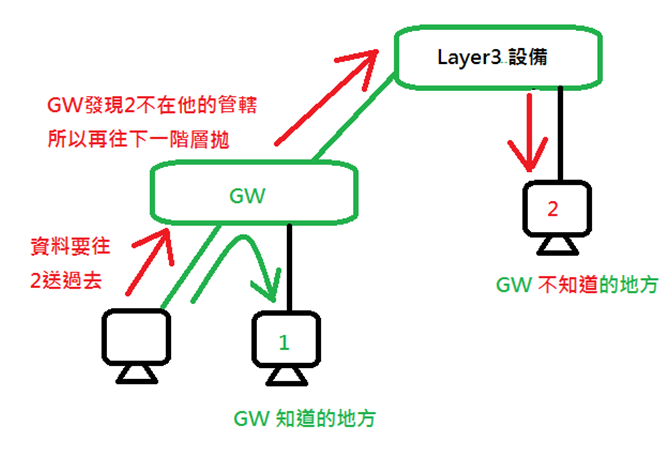 Layer3 設備
GW發現2不在他的管轄
所以再往下一階層拋
GW
2
資料要往
2送過去
GW 不知道的地方
1
GW 知道的地方